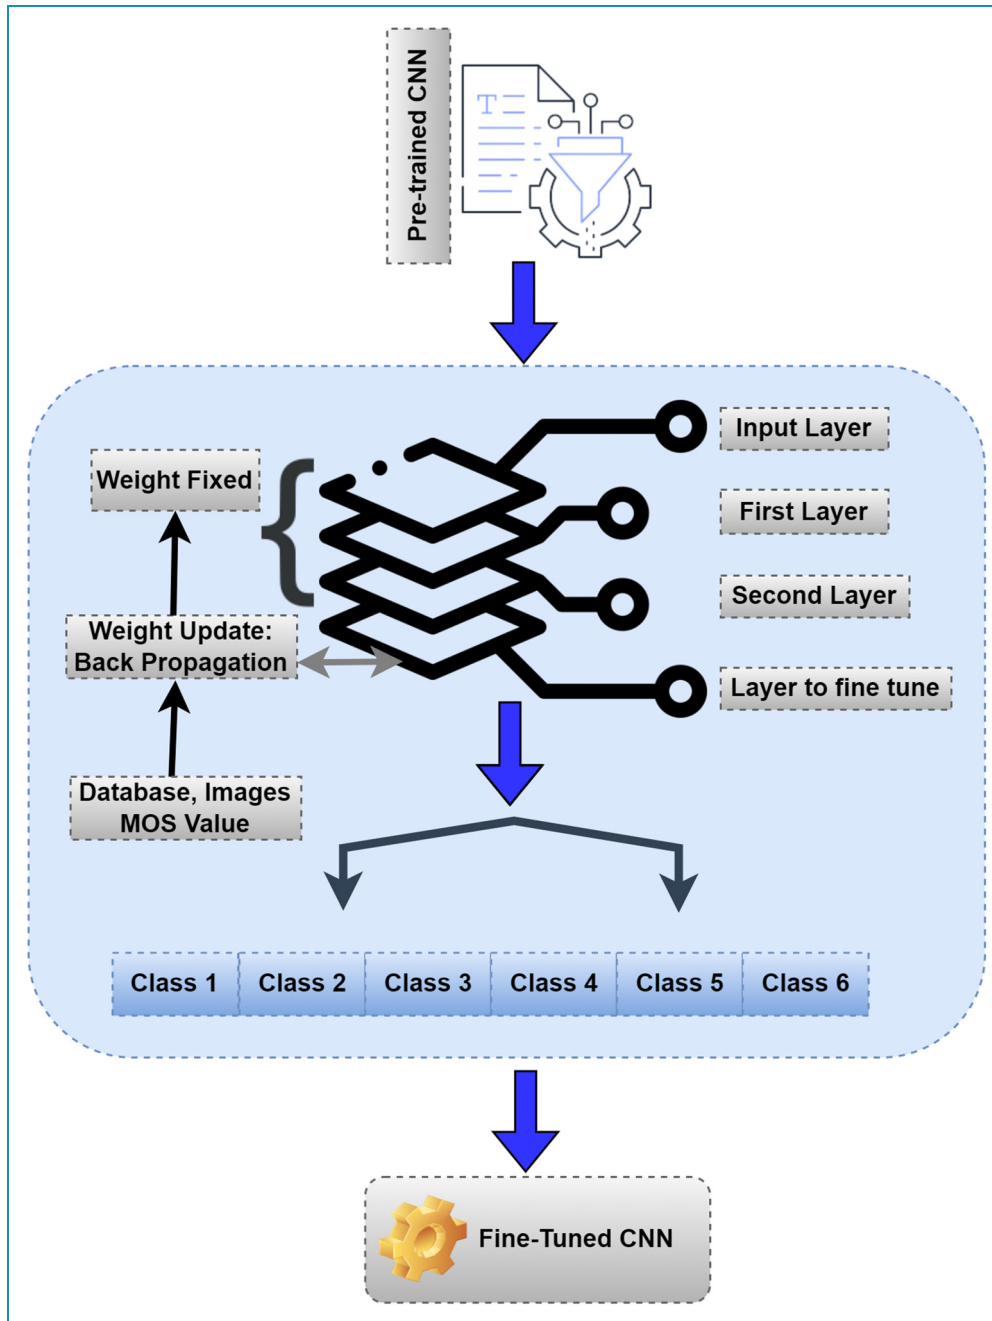 Pre-trained CNN
T
Input Layer
Weight Fixed
First Layer
Second Layer
Weight Update:
Back Propagation
Layer to fine tune
Database, Images
MOS Value
Class 1
Class 2
Class 3
Class 4
Class 5
Class 6
Fine-Tuned CNN